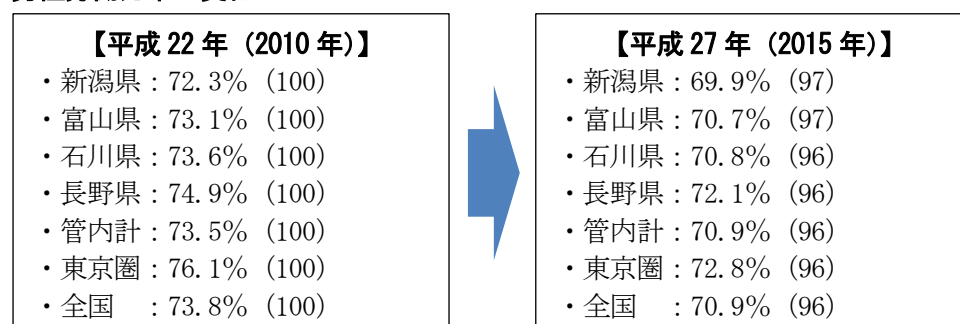 【平成 22 年（2010 年）】
・新潟県：72.3％（100）
・富山県：73.1％（100）
・石川県：73.6％（100）
・長野県：74.9％（100）
・管内計：73.5％（100）
・東京圏：76.1％（100）
・全国　：73.8％（100）
【平成 27 年（2015 年）】
・新潟県：69.9％（97）
・富山県：70.7％（97）
・石川県：70.8％（96）
・長野県：72.1％（96）
・管内計：70.9％（96）
・東京圏：72.8％（96）
・全国　：70.9％（96）